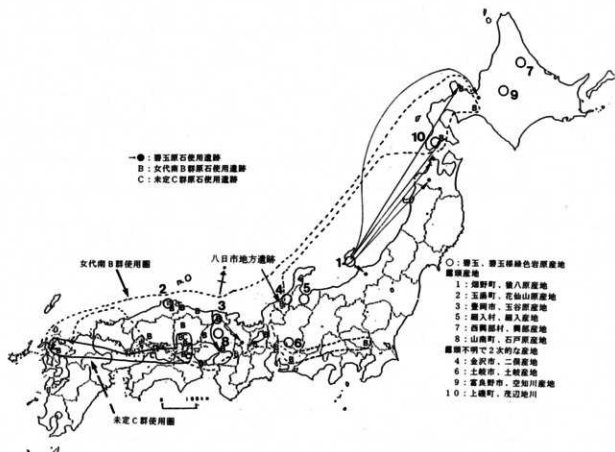 →●：碧玉原石使用遺跡
B：女代南B群原石使用遺跡
C：未定C群原石使用遺跡
女代南B群使用圏
八日市地方遺跡
未定C群使用圏
○：碧玉、碧玉様緑色岩原産地
露頭産地
1：畑野町、猿八原産地
2：玉湯町、花仙山原産地
3：豊岡市、玉谷原産地
5：細入村、細入産地
7：西興部村、興部産地
8：山南町、石戸原産地
露頭不明で2次的な産地
4：金沢市、二俣産地
6：土岐市、土岐産地
9：富良野市、空知川産地
10：上磯町、茂辺地川
7
9
10
1
2
3
4
5
6
8